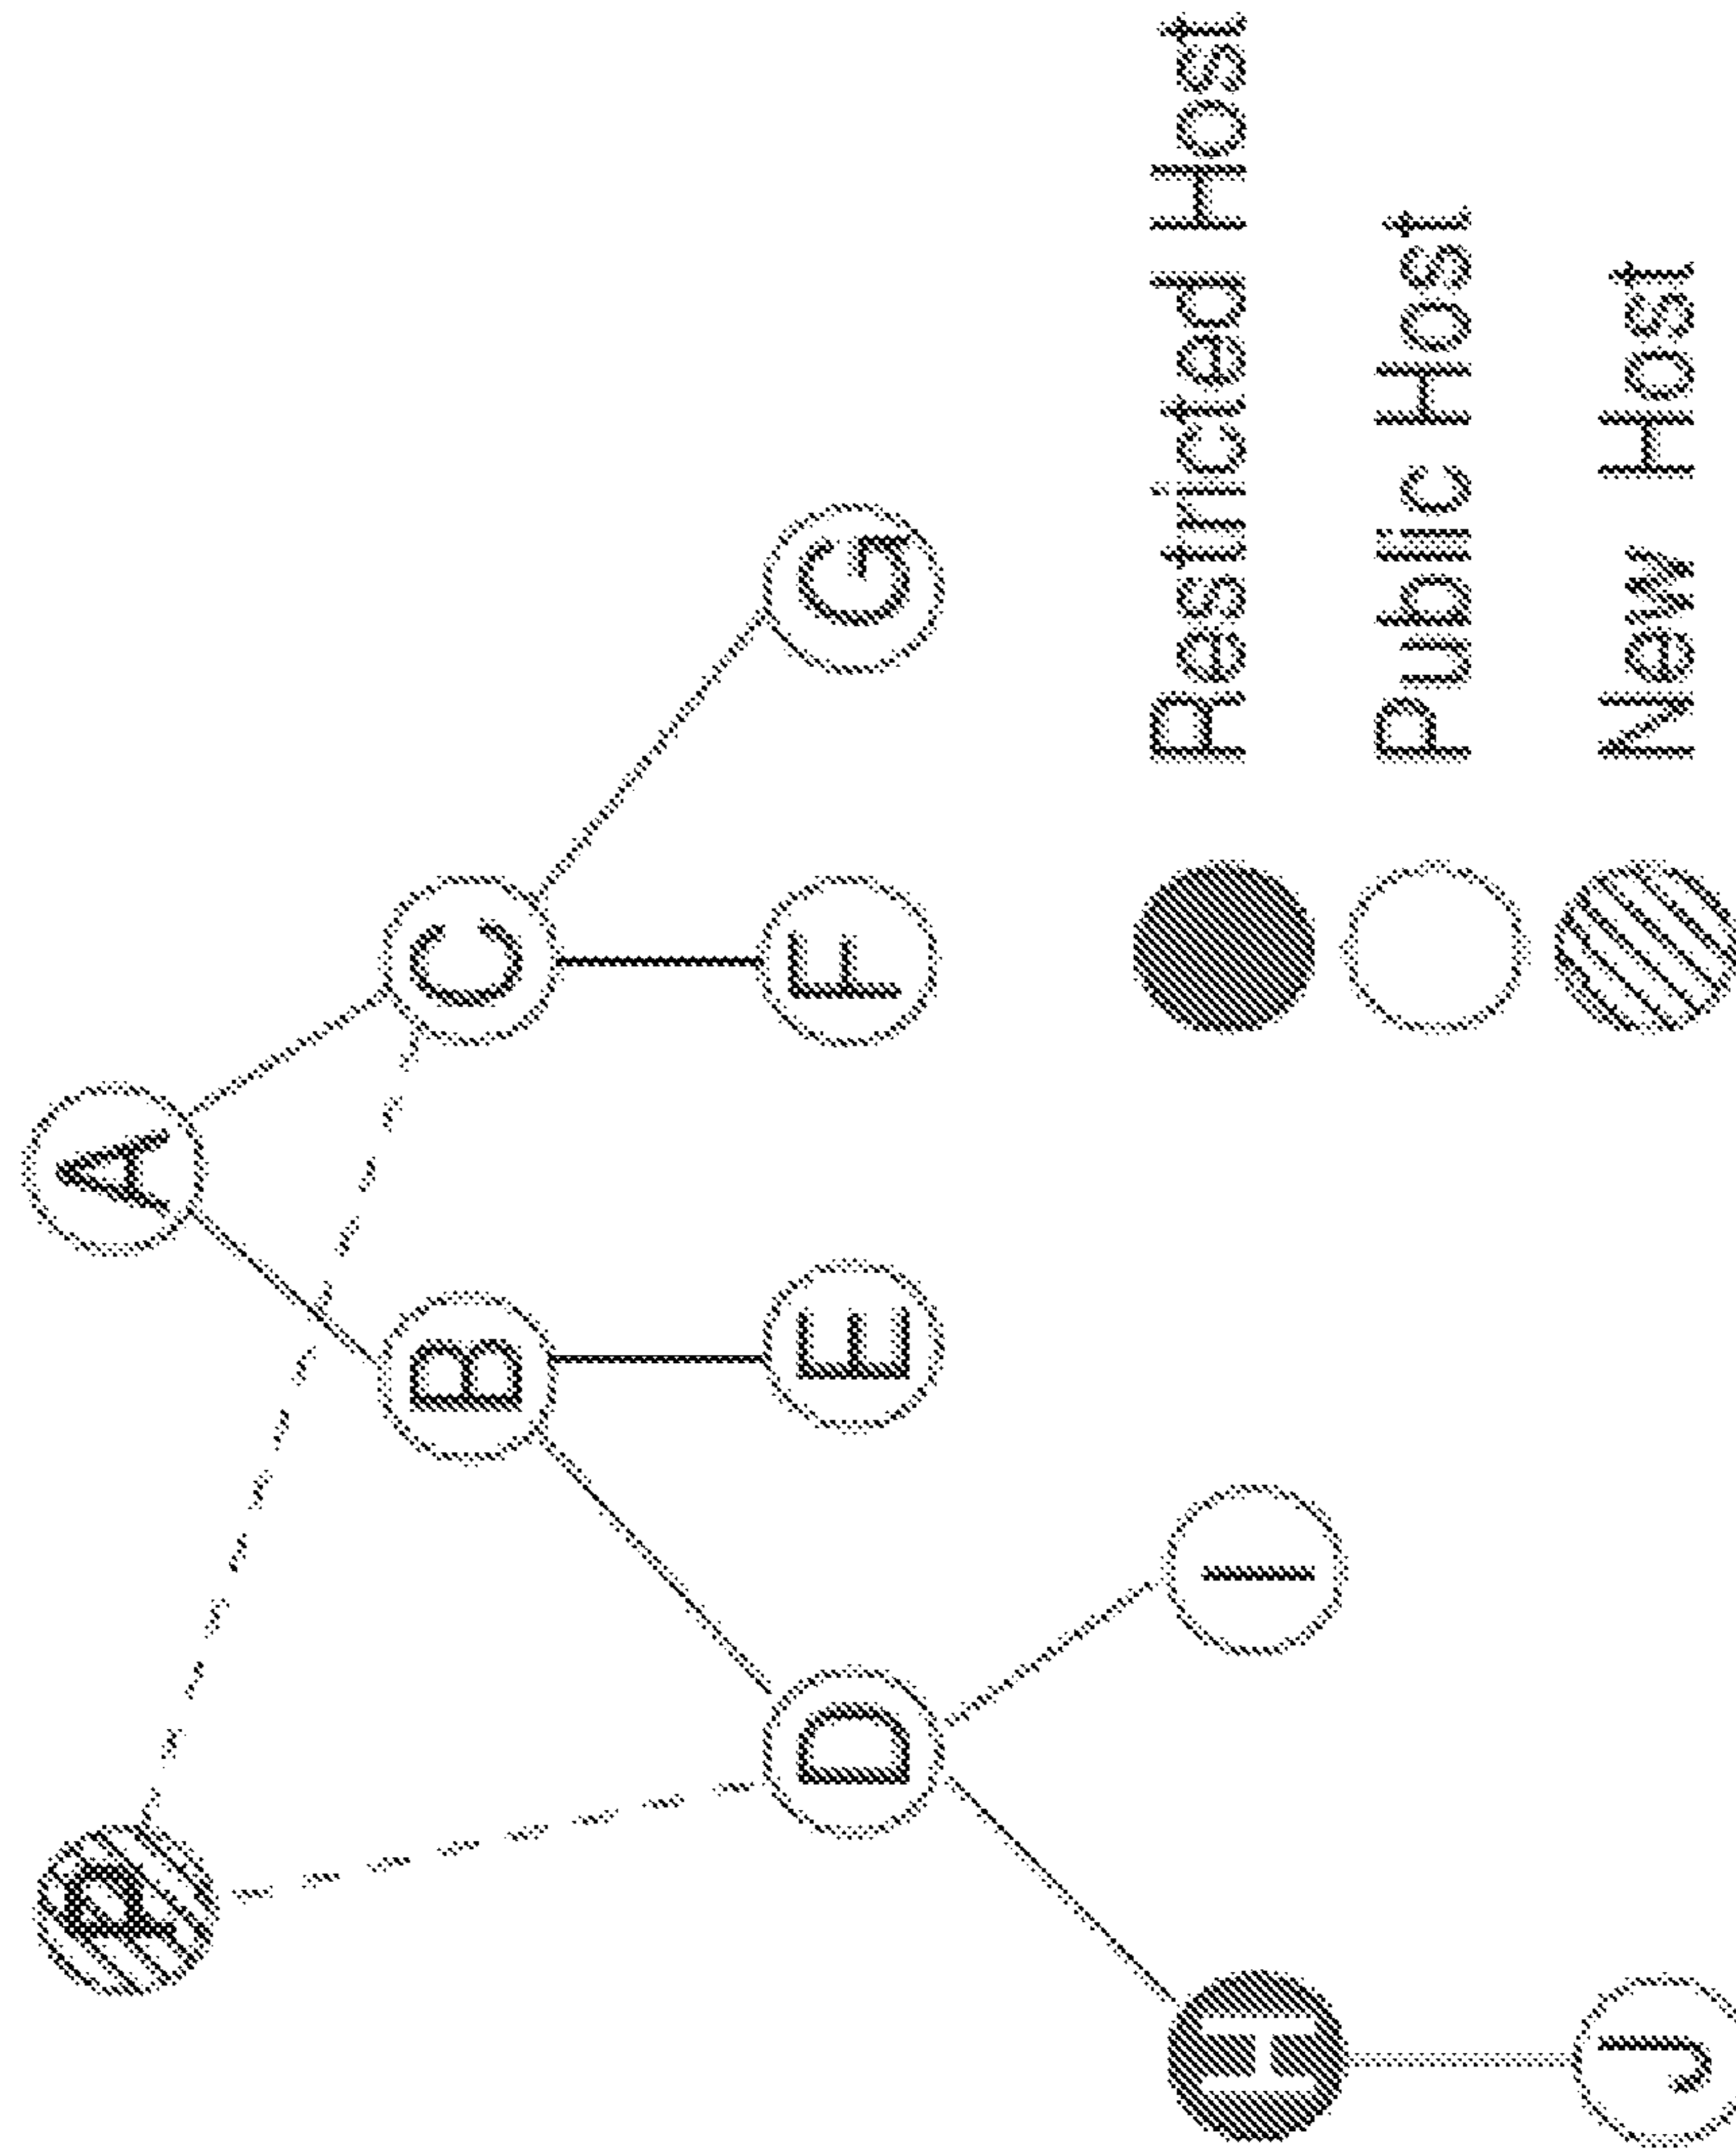 P A
B C
D E F G
H I
Restricted Host
Public Host
J
New Host